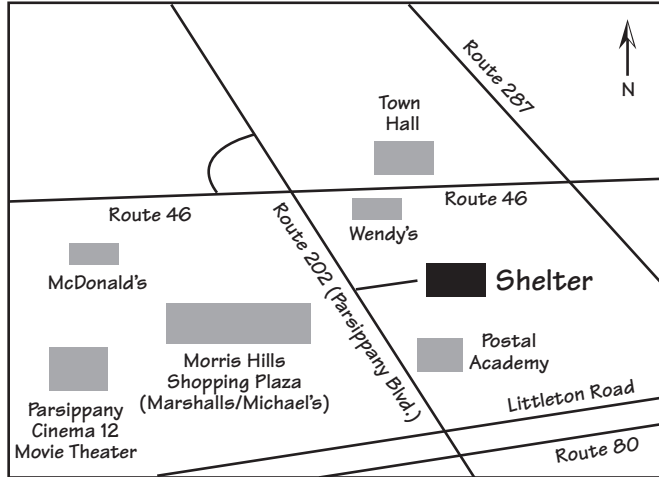 Route 287
N
Town
Hall
Route 46
Route 46
Wendy's
Route 202 (Parsippany Blvd.)
McDonald's
Shelter
Morris Hills
Shopping Plaza
(Marshalls/Michael's)
Postal
Academy
Parsippany
Cinema 12
Movie Theater
Littleton Road
Route 80